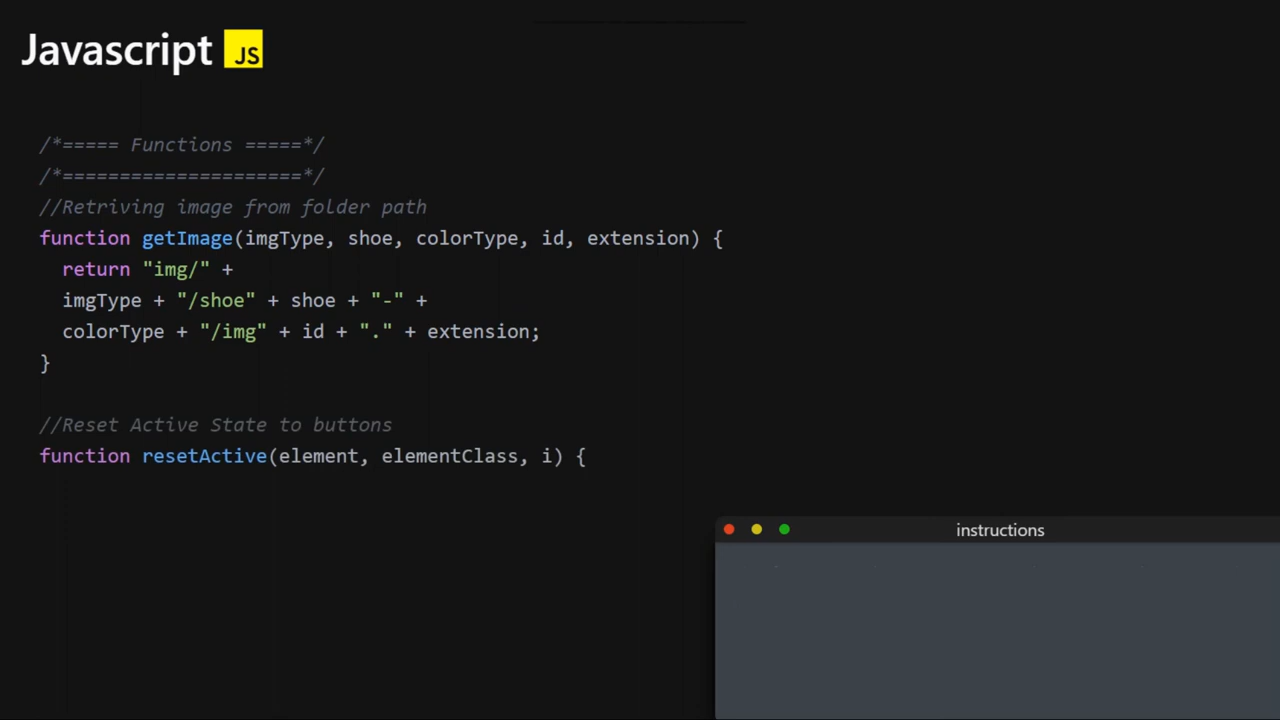 Javascript JS
/*===== Functions =====*/
/*=====================*/
//Retriving image from folder path
function getImage(imgType, shoe, colorType, id, extension) {
return "img/" +
imgType + "/shoe" + shoe + "-" +
colorType + "/img" + id + "." + extension;
}
//Reset Active State to buttons
function resetActive(element, elementClass, i) {
instructions